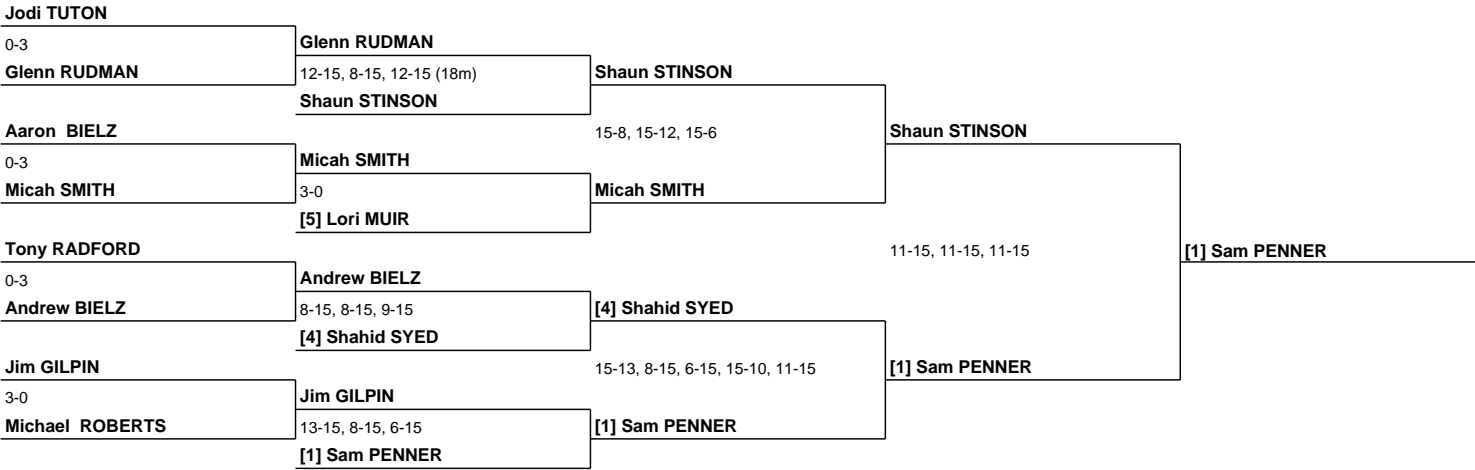 Jodi TUTON
0-3
Glenn RUDMAN
Glenn RUDMAN
12-15, 8-15, 12-15 (18m)
Shaun STINSON
Shaun STINSON
Aaron  BIELZ
0-3
Micah SMITH
Micah SMITH
3-0
[5] Lori MUIR
15-8, 15-12, 15-6
Micah SMITH
Shaun STINSON
Tony RADFORD
0-3
Andrew BIELZ
Andrew BIELZ
8-15, 8-15, 9-15
[4] Shahid SYED
[4] Shahid SYED
Jim GILPIN
3-0
Michael  ROBERTS
Jim GILPIN
13-15, 8-15, 6-15
[1] Sam PENNER
15-13, 8-15, 6-15, 15-10, 11-15
[1] Sam PENNER
[1] Sam PENNER
11-15, 11-15, 11-15
[1] Sam PENNER